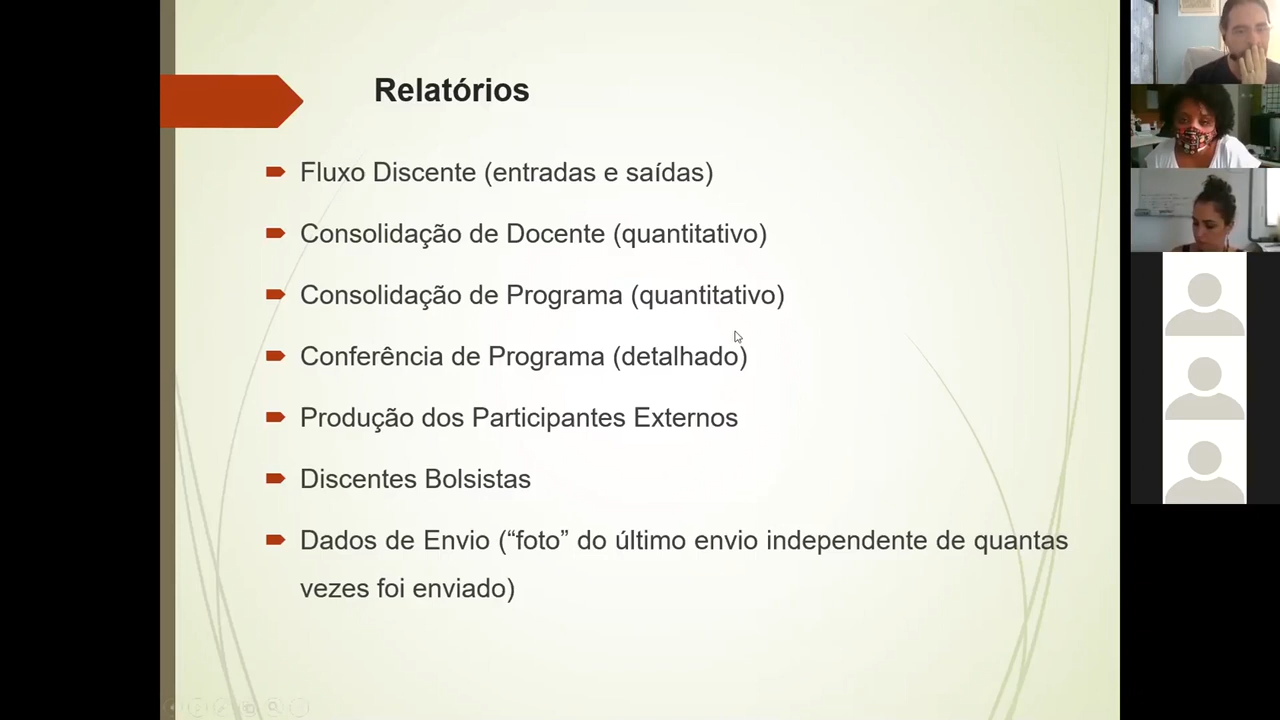 Relatórios
Fluxo Discente (entradas e saídas)
Consolidação de Docente (quantitativo)
Consolidação de Programa (quantitativo)
Conferência de Programa (detalhado)
Produção dos Participantes Externos
Discentes Bolsistas
Dados de Envio (“foto” do último envio independente de quantas
vezes foi enviado)